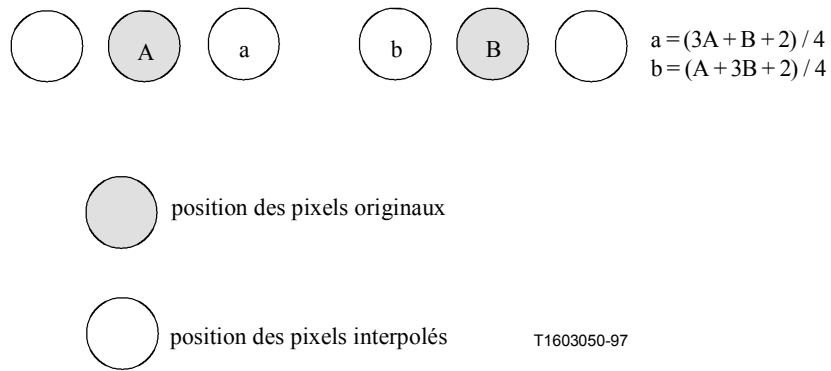 A a b B a = (3A + B + 2) / 4
b = (A + 3B + 2) / 4
position des pixels originaux
position des pixels interpolés T1603050-97